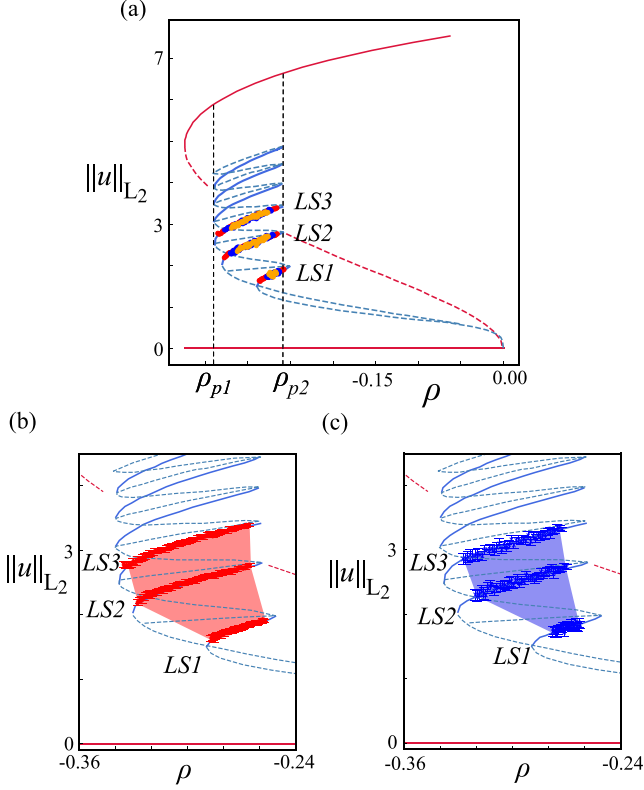 (a)
7
‖u‖L2
3
LS3
LS2
LS1
0
ρp1
ρp2
-0.15
ρ
0.00
(b)
(c)
‖u‖L2
3
LS3
LS2
LS1
0
-0.36
ρ
-0.24
‖u‖L2
3
LS3
LS2
LS1
0
-0.36
ρ
-0.24